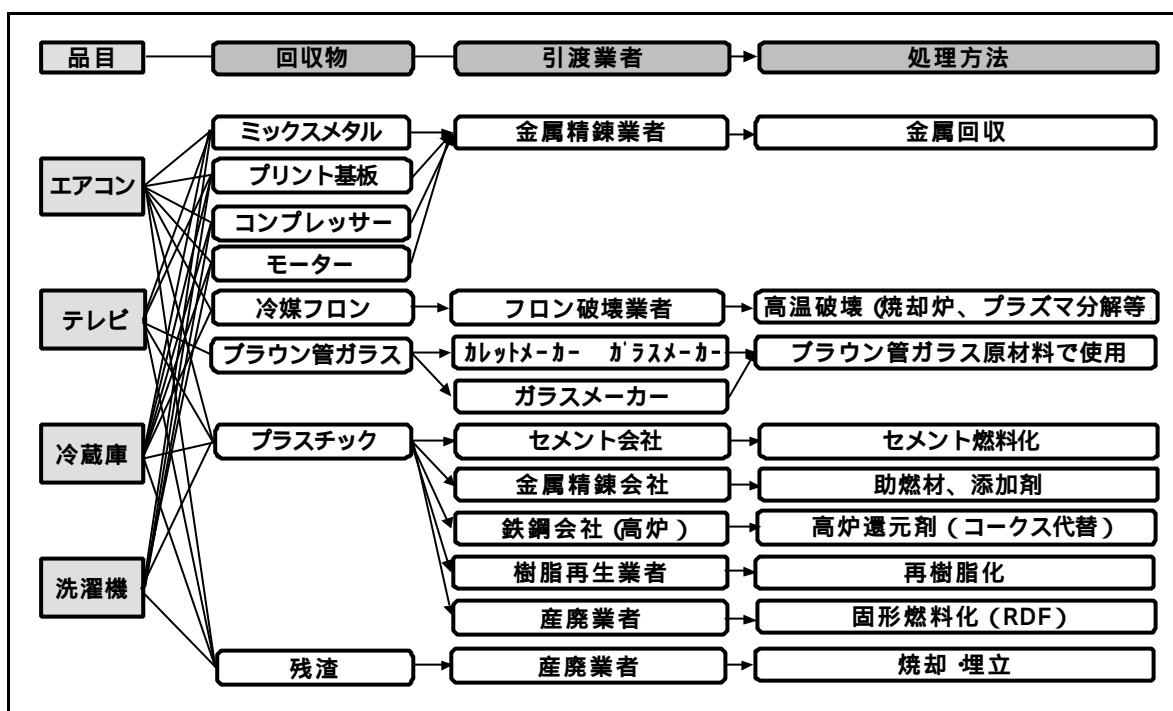 品目 回収物 引渡業者 処理方法
ミックスメタル 金属精錬業者 金属回収
エアコン
プリント基板
コンプレッサー
モーター
テレビ
冷媒フロン フロン破壊業者 高温破壊(焼却炉、プラズマ分解等
ブラウン管ガラス カレットメーカー ガラスメーカー ブラウン管ガラス原材料で使用
ガラスメーカー
冷蔵庫
プラスチック セメント会社 セメント燃料化
金属精錬会社 助燃材、添加剤
鉄鋼会社(高炉) 高炉還元剤(コークス代替)
洗濯機
樹脂再生業者 再樹脂化
産廃業者 固形燃料化(RDF)
残渣 産廃業者 焼却・埋立